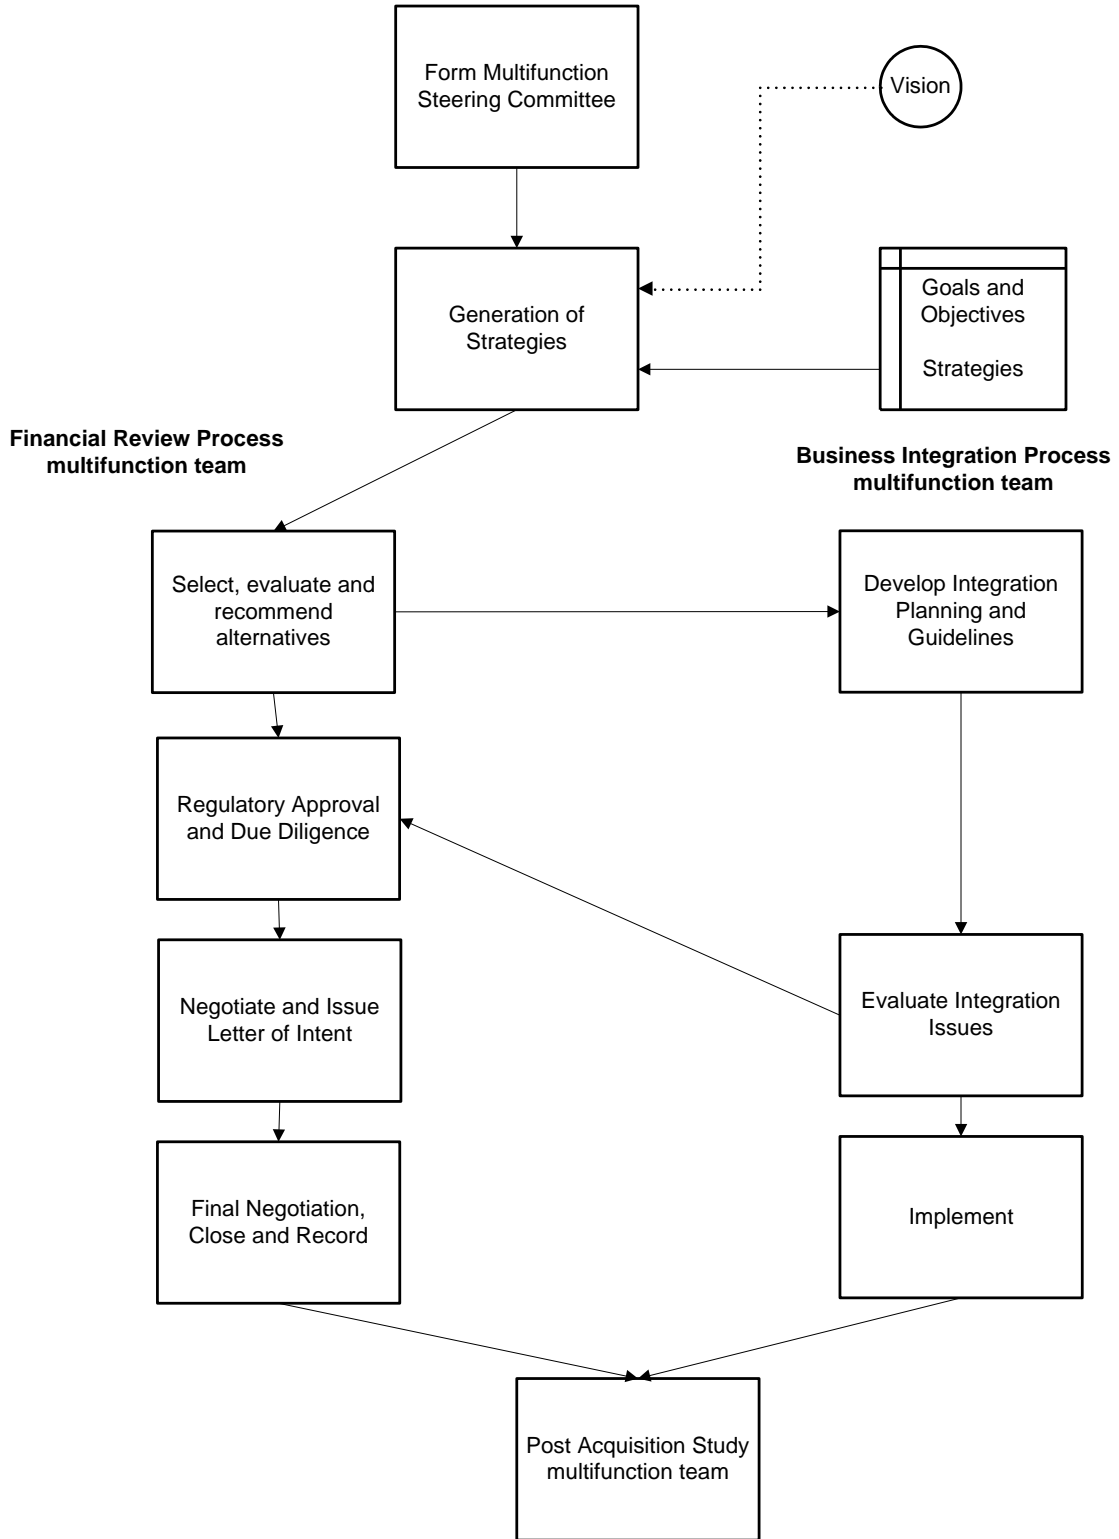 Form Multifunction
Steering Committee
Vision
Generation of
Strategies
Goals and
Objectives
Strategies
Financial Review Process
multifunction team
Business Integration Process
multifunction team
Select, evaluate and
recommend
alternatives
Develop Integration
Planning and
Guidelines
Regulatory Approval
and Due Diligence
Negotiate and Issue
Letter of Intent
Evaluate Integration
Issues
Final Negotiation,
Close and Record
Implement
Post Acquisition Study
multifunction team